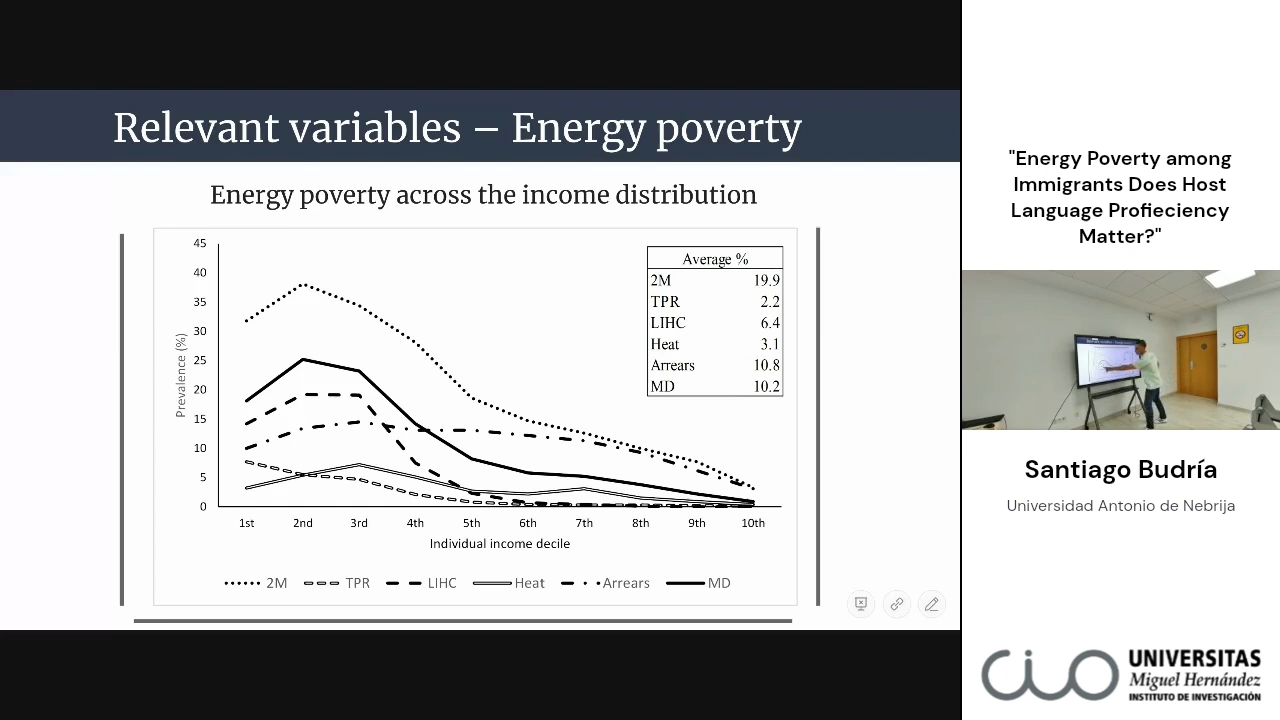 Relevant variables – Energy poverty
Energy poverty across the income distribution
45
40
35
30
25
20
15
10
5
0
Prevalence (%)
1st 2nd 3rd 4th 5th 6th 7th 8th 9th 10th
Individual income decile
2M TPR LIHC Heat Arrears MD
Average %
2M 19.9
TPR 2.2
LIHC 6.4
Heat 3.1
Arrears 10.8
MD 10.2
"Energy Poverty among
Immigrants Does Host
Language Profieciency
Matter?"
Santiago Budría
Universidad Antonio de Nebrija
CIO
UNIVERSITAS
Miguel Hernández
INSTITUTO DE INVESTIGACIÓN